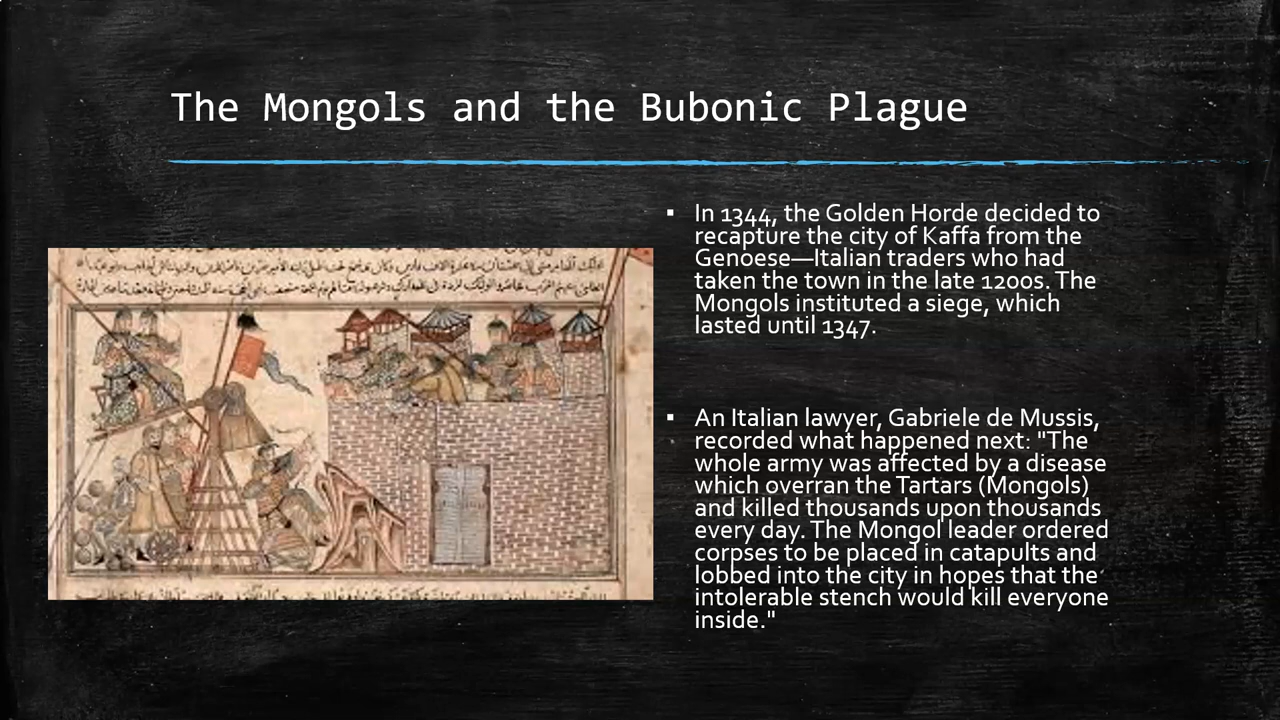 The Mongols and the Bubonic Plague
▪ In 1344, the Golden Horde decided to
recapture the city of Kaffa from the
Genoese—Italian traders who had
taken the town in the late 1200s. The
Mongols instituted a siege, which
lasted until 1347.
▪ An Italian lawyer, Gabriele de Mussis,
recorded what happened next: "The
whole army was affected by a disease
which overran the Tartars (Mongols)
and killed thousands upon thousands
every day. The Mongol leader ordered
corpses to be placed in catapults and
lobbed into the city in hopes that the
intolerable stench would kill everyone
inside."